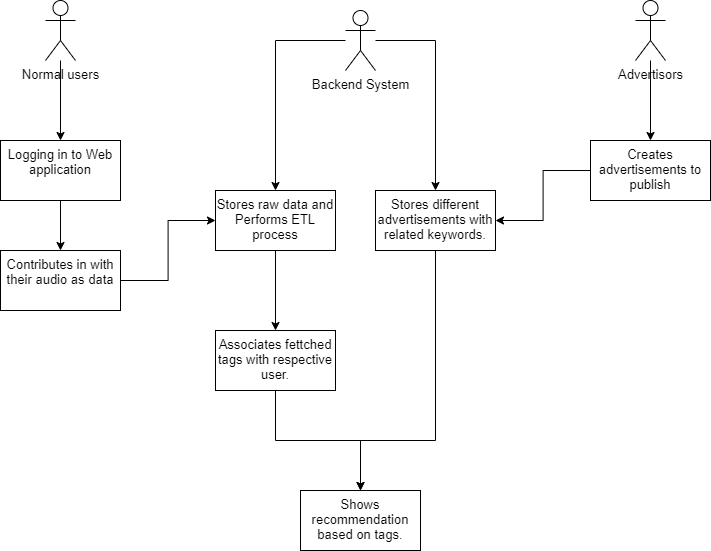 Normal users
Backend System
Advertisors
Logging in to Web
application
Creates
advertisements to
publish
Stores raw data and
Performs ETL
process
Stores different
advertisements with
related keywords.
Contributes in with
their audio as data
Associates fettched
tags with respective
user.
Shows
recommendation
based on tags.